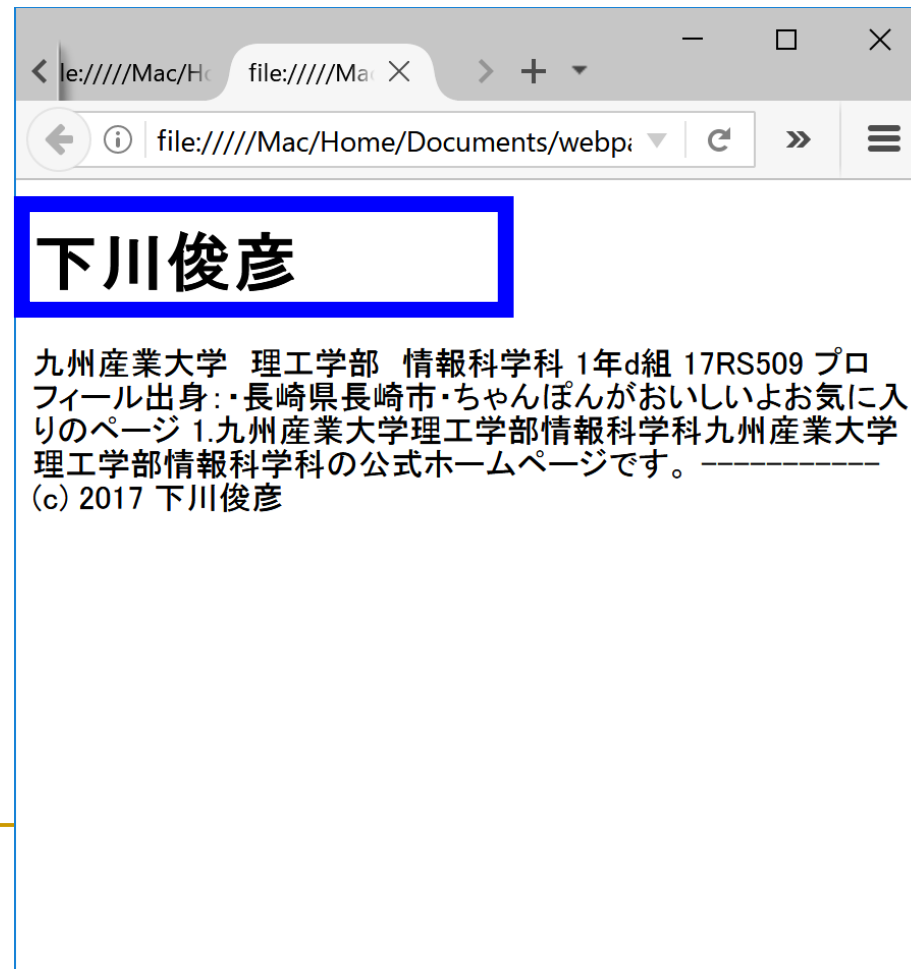 le://///Mac/Ho
file://///Ma
file://///Mac/Home/Documents/webpa
下川俊彦
九州産業大学　理工学部　情報科学科 1年d組 17RS509 プロ
フィール出身：・長崎県長崎市・ちゃんぽんがおいしいよお気に入
りのページ 1.九州産業大学理工学部情報科学科九州産業大学
理工学部情報科学科の公式ホームページです。 -----------
(c) 2017 下川俊彦